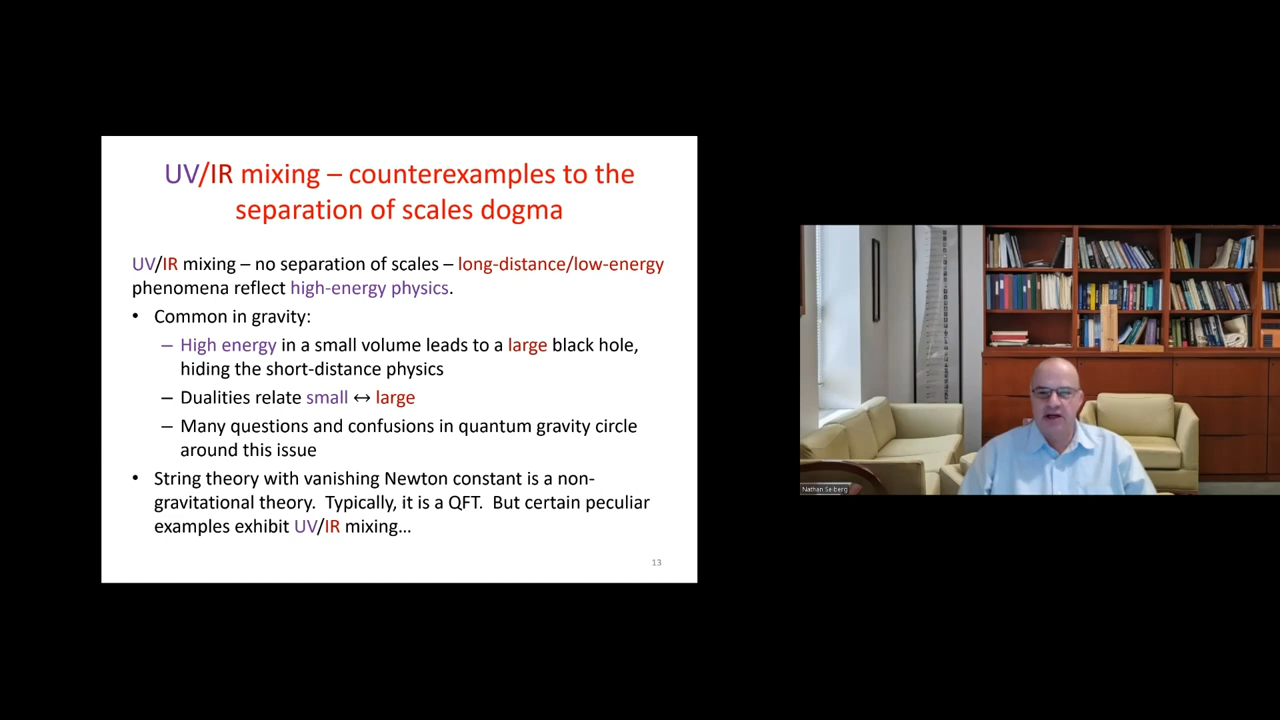 UV/IR mixing – counterexamples to the
separation of scales dogma
UV/IR mixing – no separation of scales – long-distance/low-energy
phenomena reflect high-energy physics.
• Common in gravity:
– High energy in a small volume leads to a large black hole,
hiding the short-distance physics
– Dualities relate small ↔ large
– Many questions and confusions in quantum gravity circle
around this issue
• String theory with vanishing Newton constant is a non-
gravitational theory.  Typically, it is a QFT.  But certain peculiar
examples exhibit UV/IR mixing…
13
Nathan Seiberg